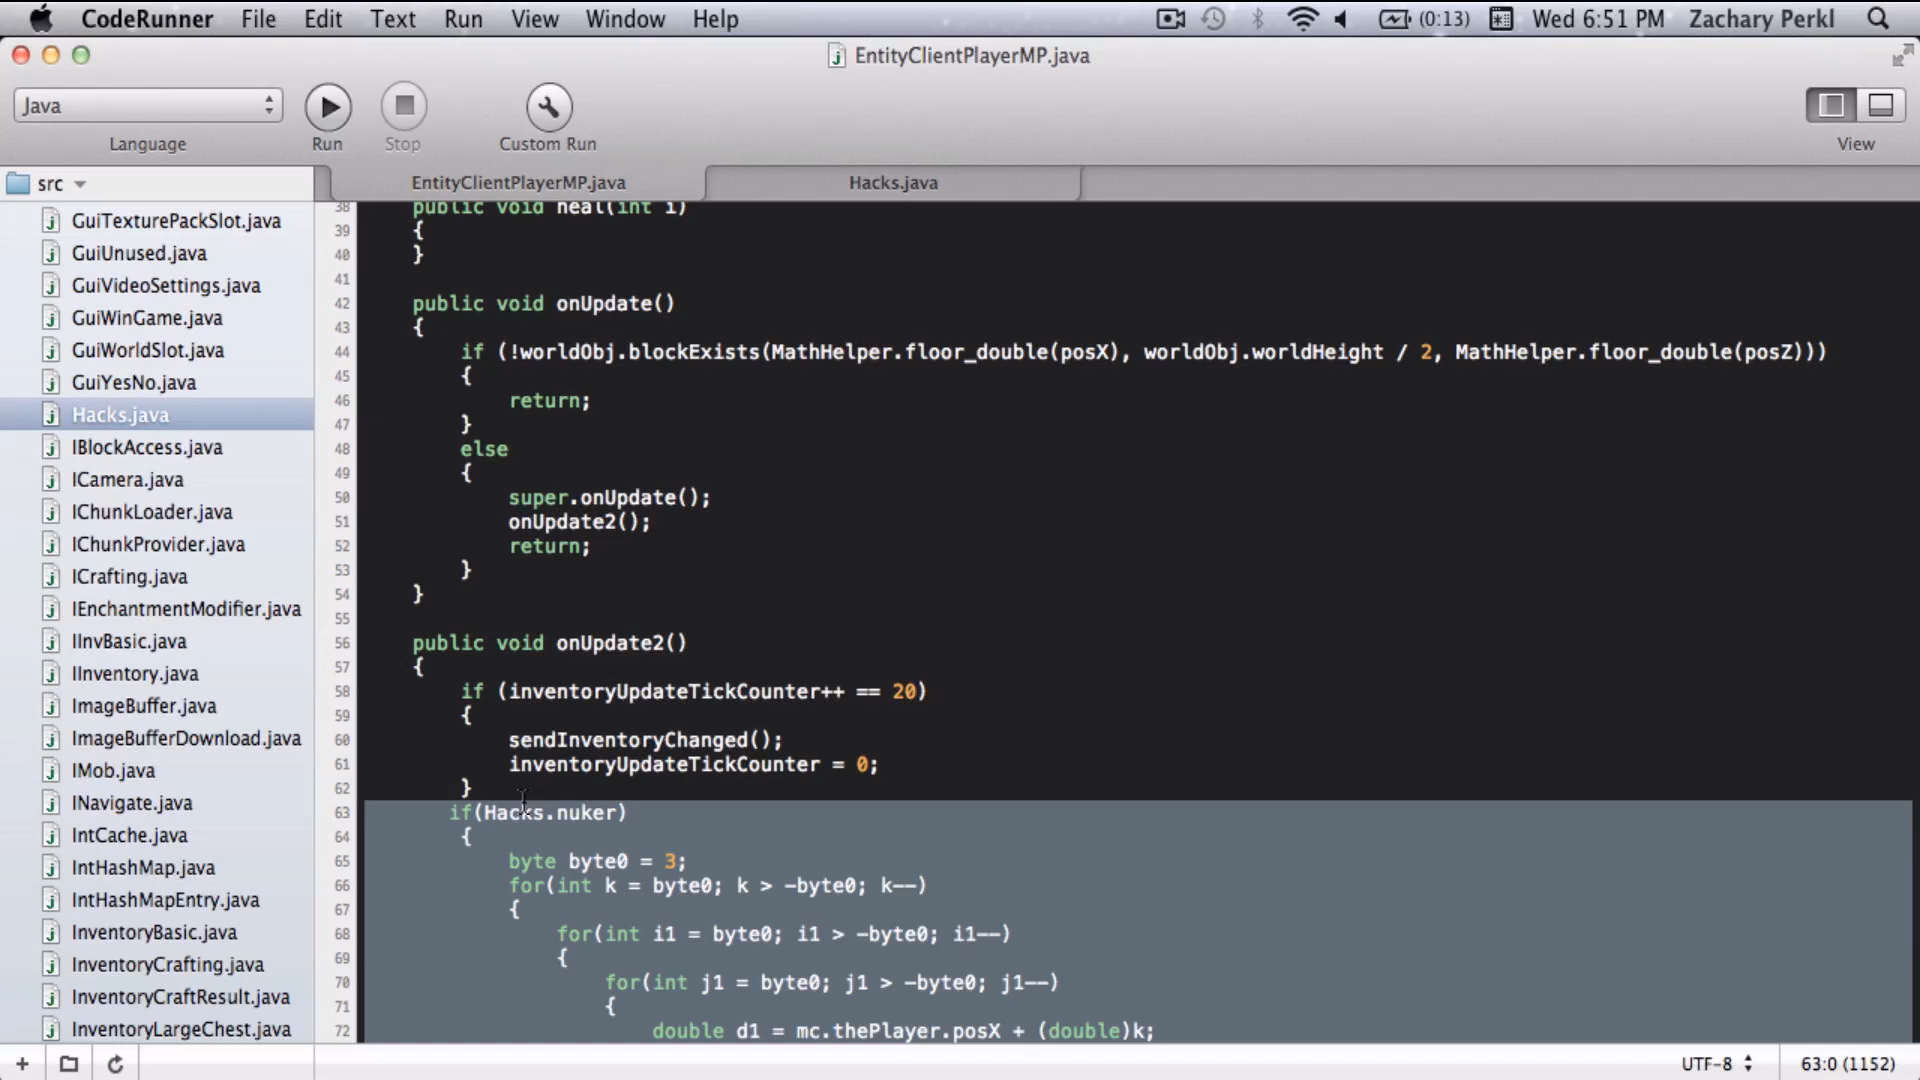 CodeRunner File Edit Text Run View Window Help (0:13) Wed 6:51 PM Zachary Perkl
EntityClientPlayerMP.java
Java
Language Run Stop Custom Run View
src EntityClientPlayerMP.java Hacks.java
GuiTexturePackSlot.java
GuiUnused.java
GuiVideoSettings.java
GuiWinGame.java
GuiWorldSlot.java
GuiYesNo.java
Hacks.java
IBlockAccess.java
ICamera.java
IChunkLoader.java
IChunkProvider.java
ICrafting.java
IEnchantmentModifier.java
IInvBasic.java
IInventory.java
ImageBuffer.java
ImageBufferDownload.java
IMob.java
INavigate.java
IntCache.java
IntHashMap.java
IntHashMapEntry.java
InventoryBasic.java
InventoryCrafting.java
InventoryCraftResult.java
InventoryLargeChest.java
38 public void heal(int i)
39 {
40 }
41
42 public void onUpdate()
43 {
44 if (!worldObj.blockExists(MathHelper.floor_double(posX), worldObj.worldHeight / 2, MathHelper.floor_double(posZ)))
45 {
46 return;
47 }
48 else
49 {
50 super.onUpdate();
51 onUpdate2();
52 return;
53 }
54 }
55
56 public void onUpdate2()
57 {
58 if (inventoryUpdateTickCounter++ == 20)
59 {
60 sendInventoryChanged();
61 inventoryUpdateTickCounter = 0;
62 }
63 if(Hacks.nuker)
64 {
65 byte byte0 = 3;
66 for(int k = byte0; k > -byte0; k--)
67 {
68 for(int i1 = byte0; i1 > -byte0; i1--)
69 {
70 for(int j1 = byte0; j1 > -byte0; j1--)
71 {
72 double d1 = mc.thePlayer.posX + (double)k;
UTF-8 63:0 (1152)